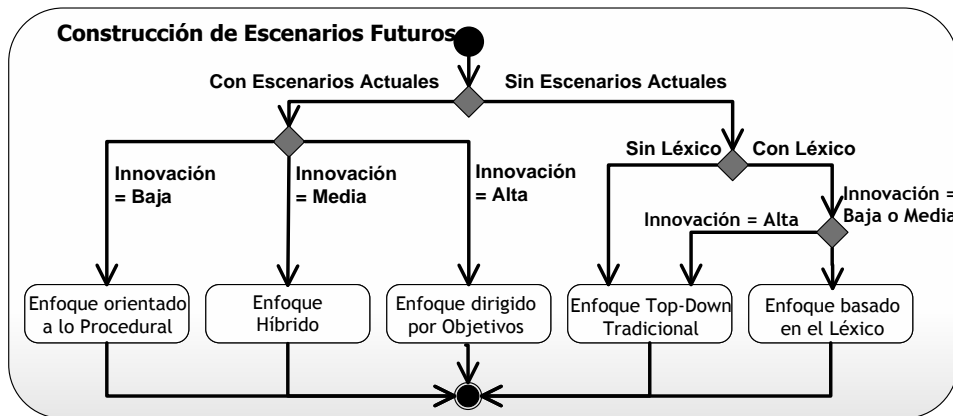 Construcción de Escenarios Futuros
Con Escenarios Actuales
Sin Escenarios Actuales
Sin Léxico
Con Léxico
Innovación
= Baja
Innovación
= Media
Innovación
= Alta
Innovación = Alta
Innovación =
Baja o Media
Enfoque orientado
a lo Procedural
Enfoque
Híbrido
Enfoque dirigido
por Objetivos
Enfoque Top-Down
Tradicional
Enfoque basado
en el Léxico